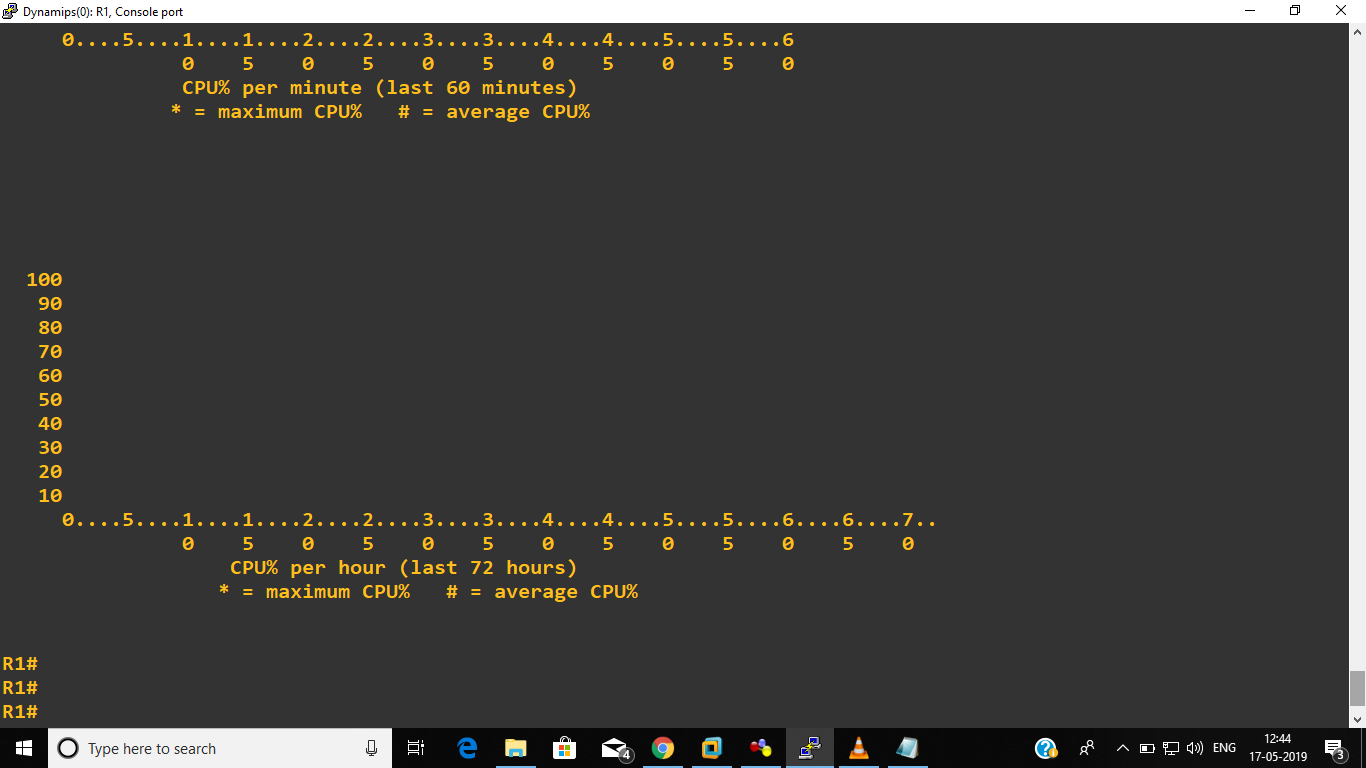 Dynamips(0): R1, Console port
0....5....1....1....2....2....3....3....4....4....5....5....6
          0    5    0    5    0    5    0    5    0    5    0
          CPU% per minute (last 60 minutes)
         * = maximum CPU%   # = average CPU%
100
90
80
70
60
50
40
30
20
10
0....5....1....1....2....2....3....3....4....4....5....5....6....6....7..
          0    5    0    5    0    5    0    5    0    5    0    5    0
              CPU% per hour (last 72 hours)
             * = maximum CPU%   # = average CPU%
R1#
R1#
R1#
Type here to search
4
ENG
12:44
17-05-2019
3